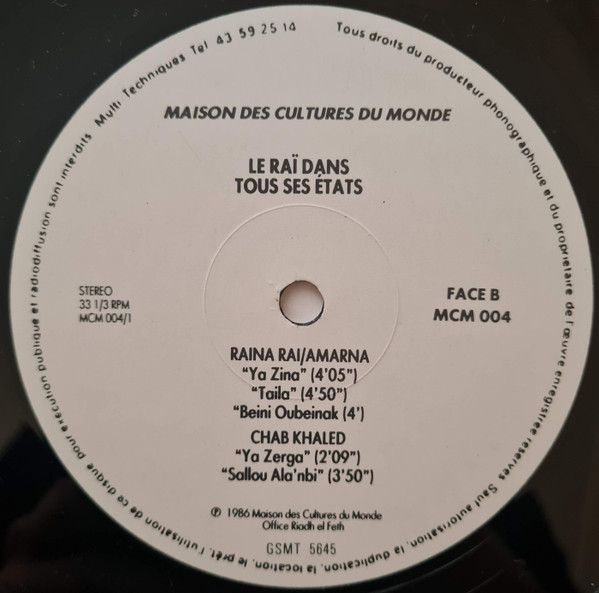 Multi Techniques Tel 43 59 25 14
Tous droits du producteur phonographique et du propriétaire de l'œuvre enregistrée réservés. Sauf autorisation, la duplication, la location, le prêt, l'utilisation de ce disque pour exécution publique et radiodiffusion sont interdits.
MAISON DES CULTURES DU MONDE
LE RAÏ DANS
TOUS SES ÉTATS
STEREO
33 1/3 RPM
MCM 004/1
FACE B
MCM 004
RAINA RAI/AMARNA
"Ya Zina" (4'05")
"Taila" (4'50")
"Beini Oubeinak (4')
CHAB KHALED
"Ya Zerga" (2'09")
"Sallou Ala'nbi" (3'50")
℗ 1986 Maison des Cultures du Monde
Office Riadh el Feth
GSMT 5645